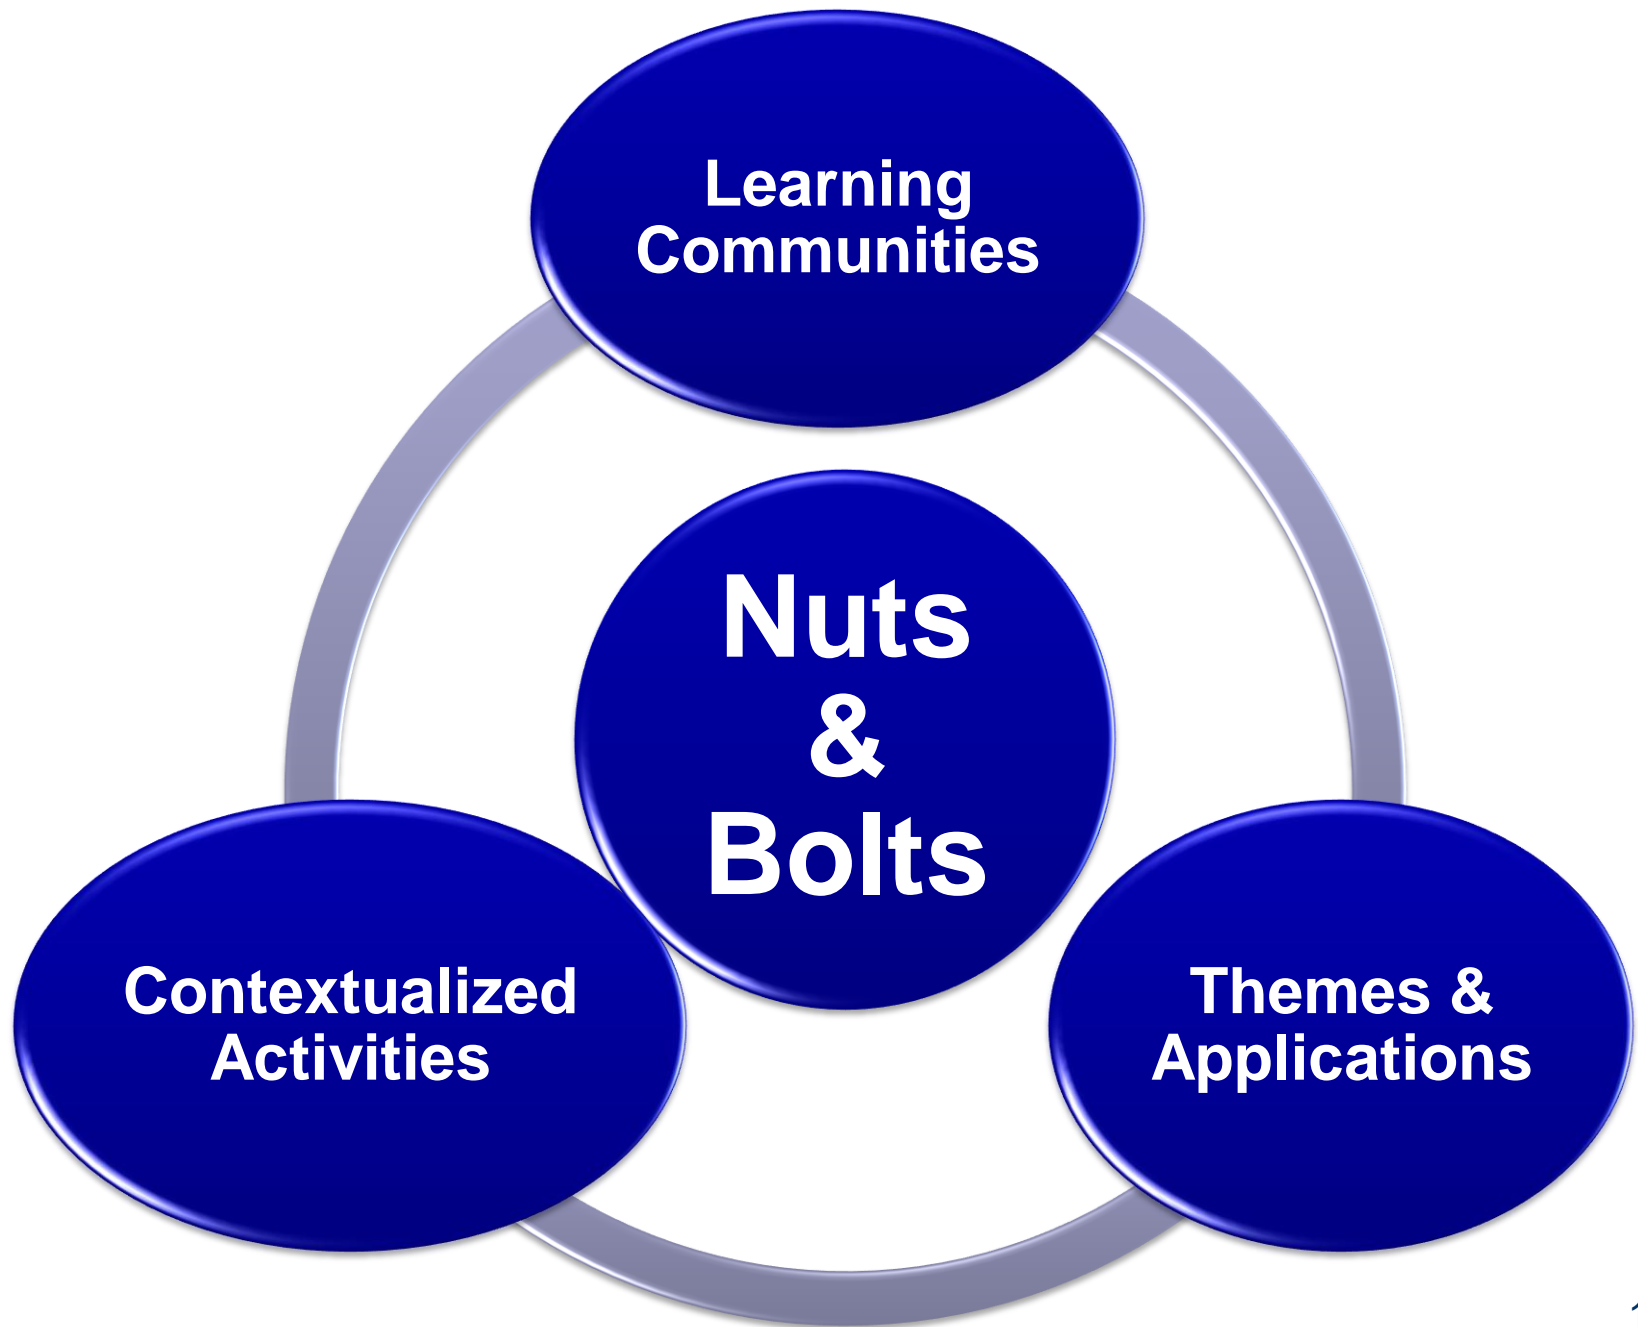 Learning
Communities
Nuts
&
Bolts
Contextualized
Activities
Themes &
Applications